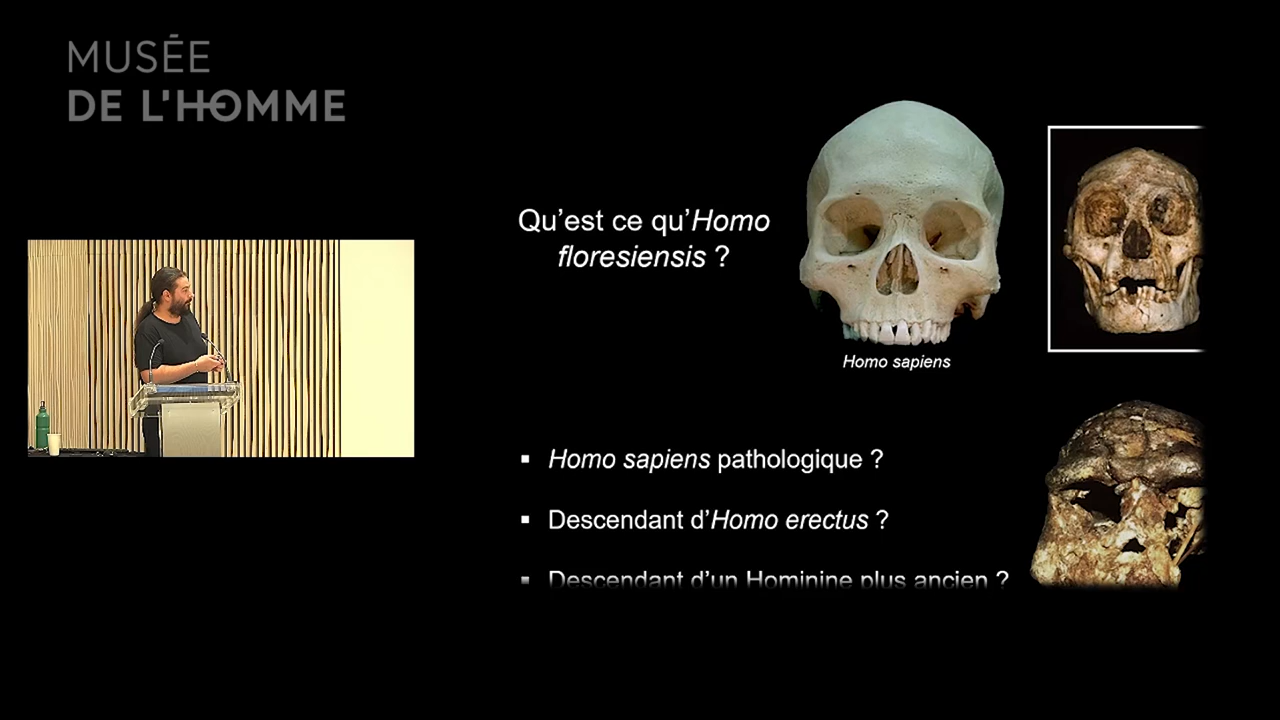 MUSÉE
DE L'HOMME
Qu’est ce qu’Homo
floresiensis ?
Homo sapiens
▪ Homo sapiens pathologique ?
▪ Descendant d’Homo erectus ?
▪ Descendant d’un Hominine plus ancien ?